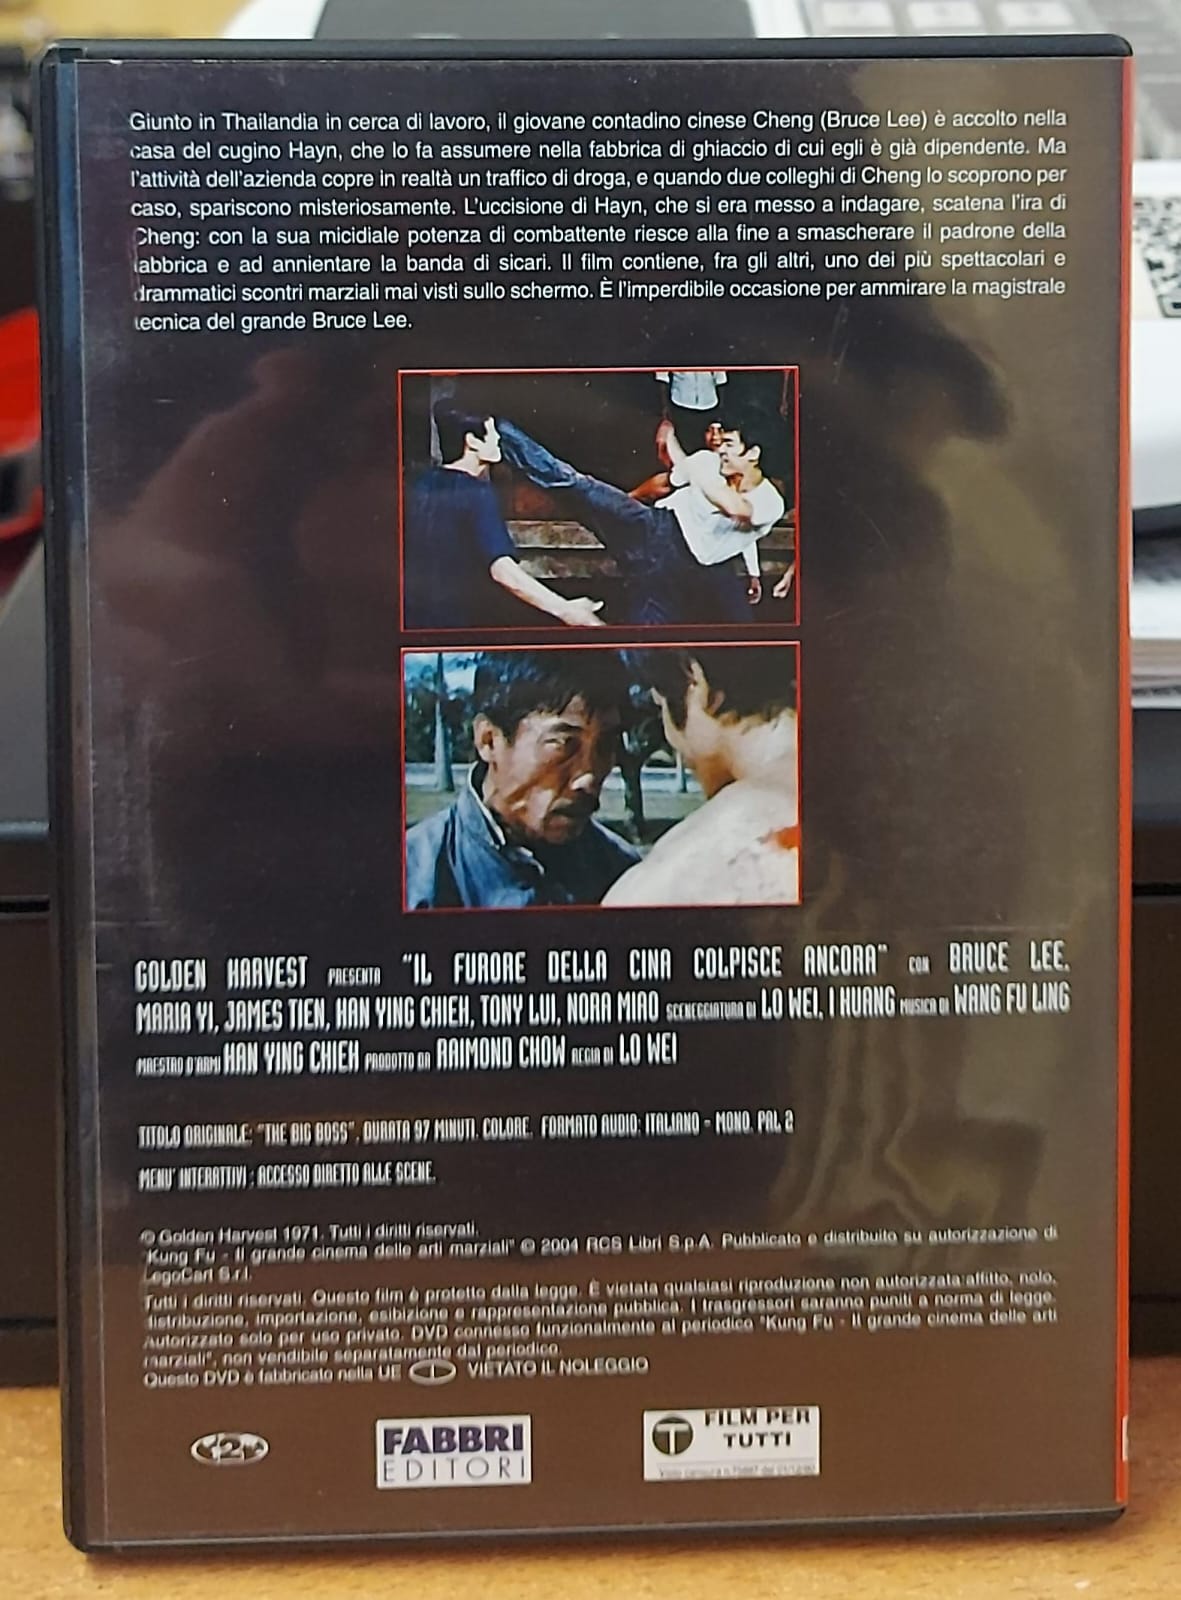 Giunto in Thailandia in cerca di lavoro, il giovane contadino cinese Cheng (Bruce Lee) è accolto nella
casa del cugino Hayn, che lo fa assumere nella fabbrica di ghiaccio di cui egli è già dipendente. Ma
l'attività dell'azienda copre in realtà un traffico di droga, e quando due colleghi di Cheng lo scoprono per
caso, spariscono misteriosamente. L'uccisione di Hayn, che si era messo a indagare, scatena l'ira di
Cheng: con la sua micidiale potenza di combattente riesce alla fine a smascherare il padrone della
fabbrica e ad annientare la banda di sicari. Il film contiene, fra gli altri, uno dei più spettacolari e
drammatici scontri marziali mai visti sullo schermo. È l'imperdibile occasione per ammirare la magistrale
tecnica del grande Bruce Lee.
GOLDEN HARVEST PRESENTA "IL FURORE DELLA CINA COLPISCE ANCORA" CON BRUCE LEE,
MARIA YI, JAMES TIEN, HAN YING CHIEH, TONY LUI, NORA MIAO SCENEGGIATURA DI LO WEI, I HUANG MUSICA DI WANG FU LING
MAESTRO D'ARMI HAN YING CHIEH PRODOTTO DA RAIMOND CHOW REGIA DI LO WEI
TITOLO ORIGINALE: "THE BIG BOSS". DURATA 97 MINUTI. COLORE. FORMATO AUDIO: ITALIANO - MONO. PAL 2
MENU' INTERATTIVI : ACCESSO DIRETTO ALLE SCENE.
© Golden Harvest 1971. Tutti i diritti riservati.
"Kung Fu - Il grande cinema delle arti marziali" © 2004 RCS Libri S.p.A. Pubblicato e distribuito su autorizzazione di
LegoCart S.r.l.
Tutti i diritti riservati. Questo film è protetto dalla legge. È vietata qualsiasi riproduzione non autorizzata affitto, nolo,
distribuzione, importazione, esibizione e rappresentazione pubblica. I trasgressori saranno puniti a norma di legge.
Autorizzato solo per uso privato. DVD connesso funzionalmente al periodico "Kung Fu - Il grande cinema delle arti
marziali", non vendibile separatamente dal periodico.
Questo DVD è fabbricato nella UE VIETATO IL NOLEGGIO
2
FABBRI
EDITORI
T FILM PER
TUTTI